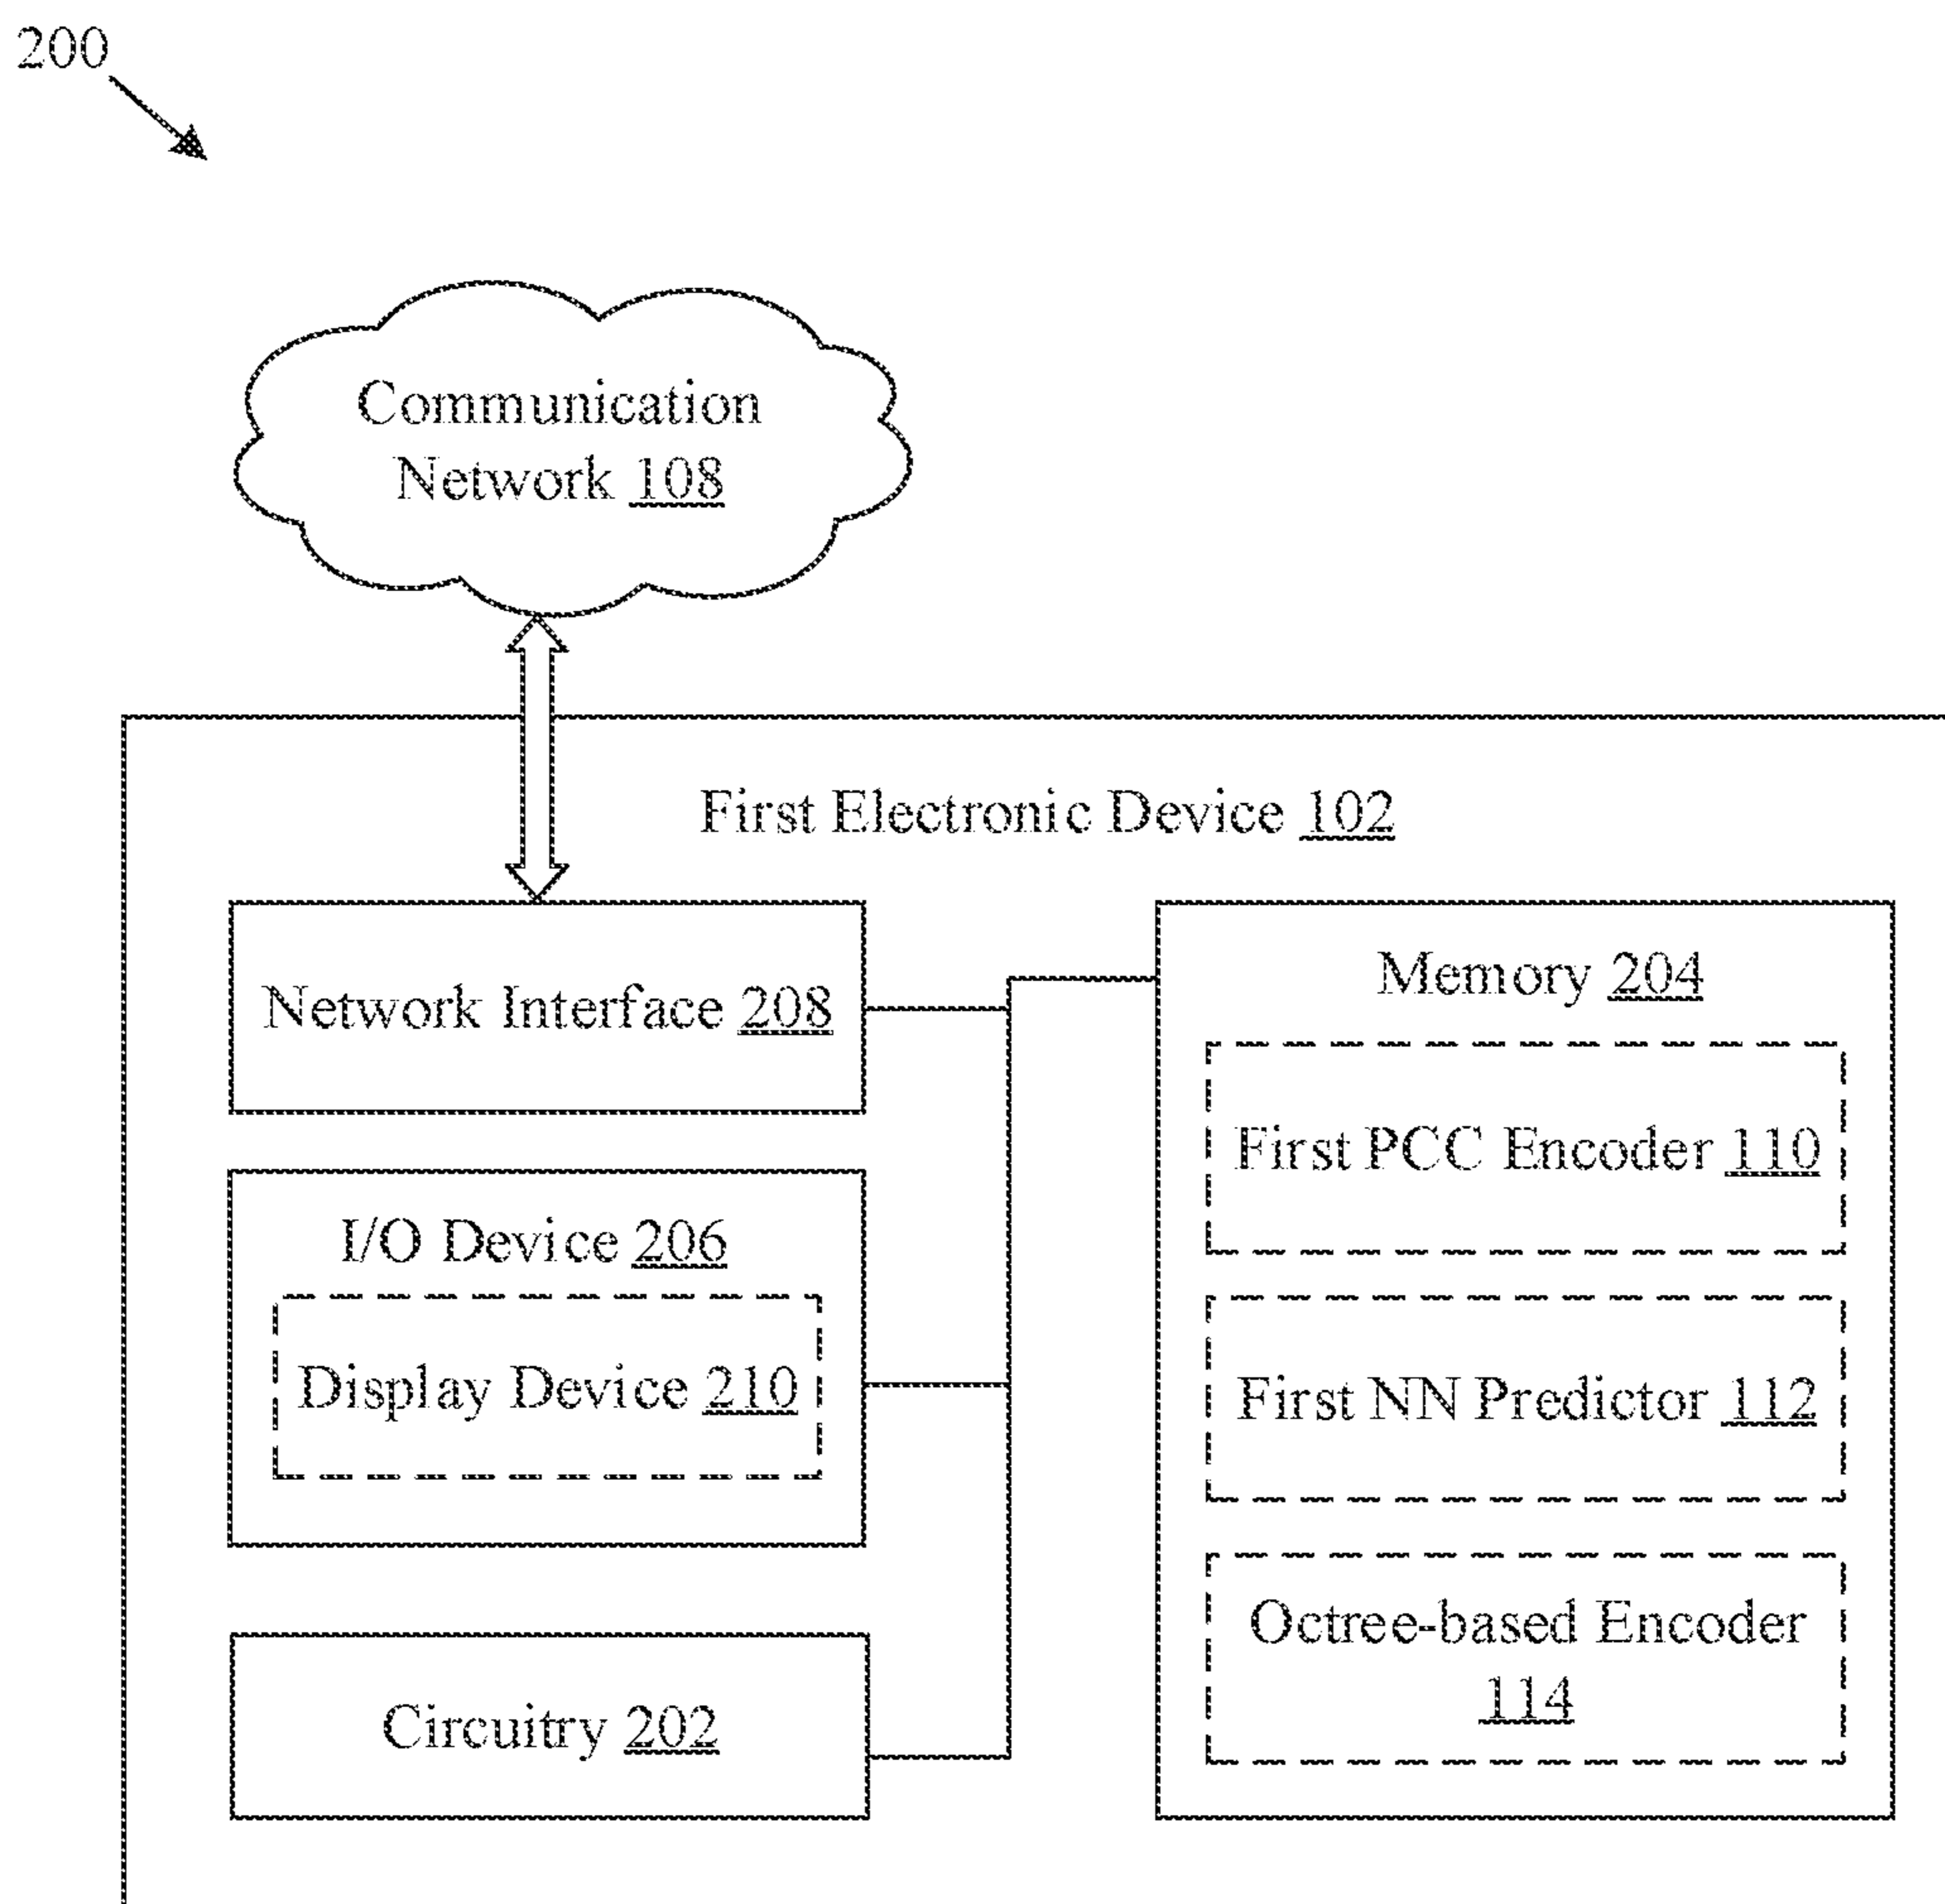 200
Communication
Network 108
First Electronic Device 102
Network Interface 208
I/O Device 206
Display Device 210
Circuitry 202
Memory 204
First PCC Encoder 110
First NN Predictor 112
Octree-based Encoder
114